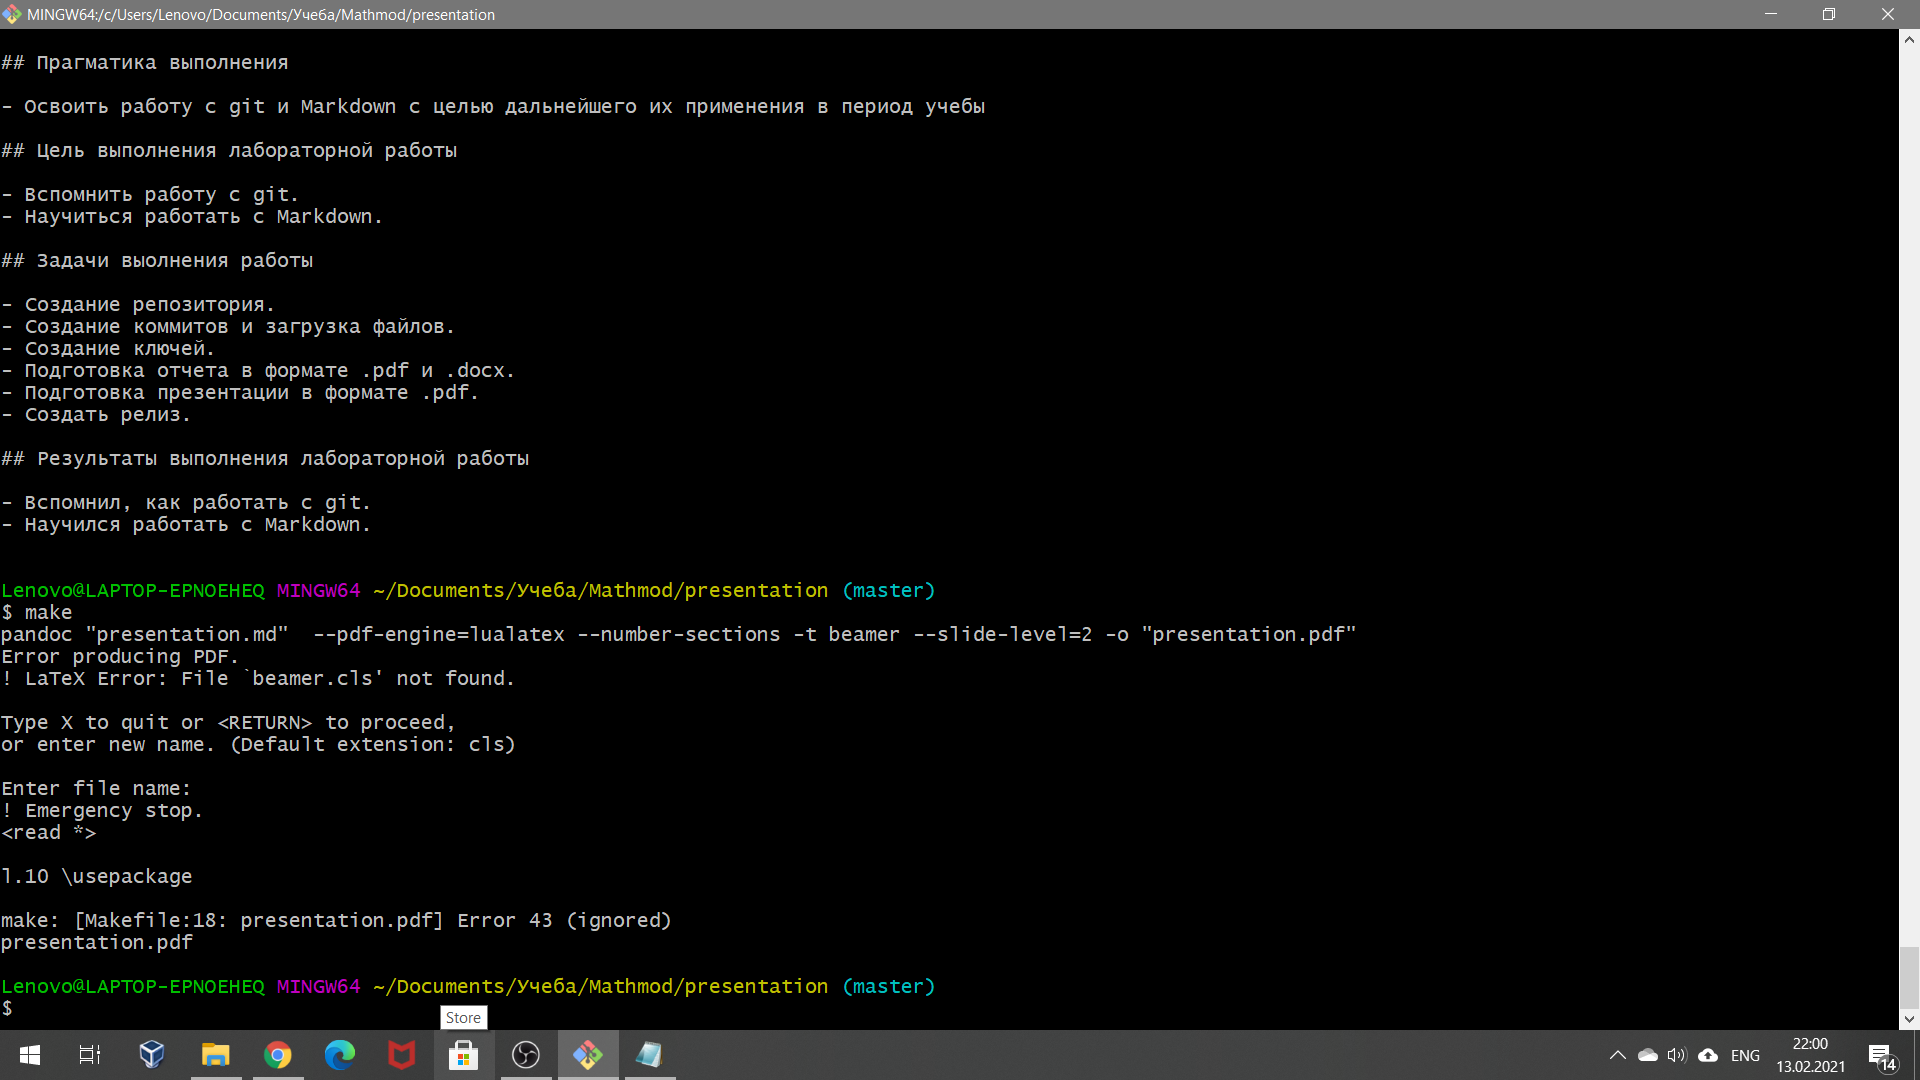 MINGW64:/c/Users/Lenovo/Documents/Учеба/Mathmod/presentation
## Прагматика выполнения
- Освоить работу с git и Markdown с целью дальнейшего их применения в период учебы
## Цель выполнения лабораторной работы
- Вспомнить работу с git.
- Научиться работать с Markdown.
## Задачи выолнения работы
- Создание репозитория.
- Создание коммитов и загрузка файлов.
- Создание ключей.
- Подготовка отчета в формате .pdf и .docx.
- Подготовка презентации в формате .pdf.
- Создать релиз.
## Результаты выполнения лабораторной работы
- Вспомнил, как работать с git.
- Научился работать с Markdown.
Lenovo@LAPTOP-EPNOEHEQ MINGW64 ~/Documents/Учеба/Mathmod/presentation (master)
$ make
pandoc "presentation.md"  --pdf-engine=lualatex --number-sections -t beamer --slide-level=2 -o "presentation.pdf"
Error producing PDF.
! LaTeX Error: File `beamer.cls' not found.
Type X to quit or <RETURN> to proceed,
or enter new name. (Default extension: cls)
Enter file name:
! Emergency stop.
<read *>
l.10 \usepackage
make: [Makefile:18: presentation.pdf] Error 43 (ignored)
presentation.pdf
Lenovo@LAPTOP-EPNOEHEQ MINGW64 ~/Documents/Учеба/Mathmod/presentation (master)
$
Store
ENG
22:00
13.02.2021
14